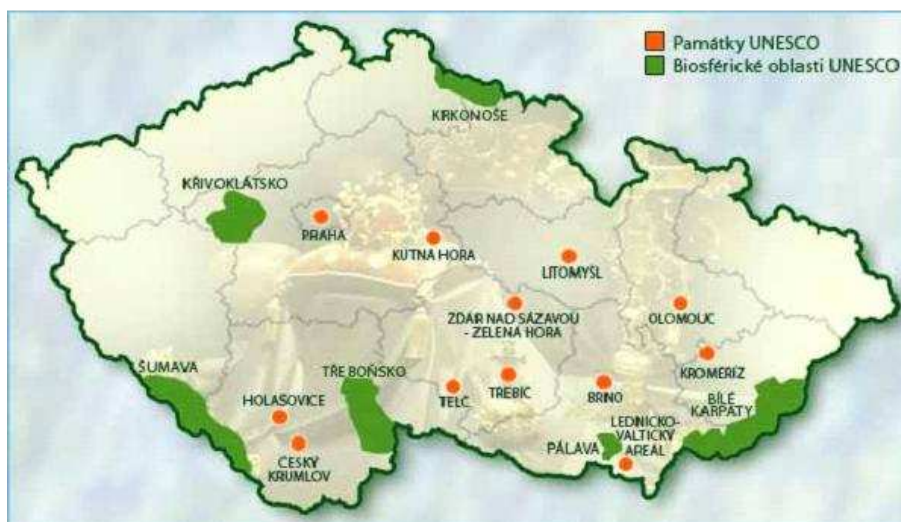 Památky UNESCO
Biosférické oblasti UNESCO
KIRKONOŠE
KŘIVOKLÁTSKO
PRAHA
KUTNÁ HORA
LITOMYŠL
ŽĎÁR NAD SÁZAVOU
- ZELENÁ HORA
OLOMOUC
KROMĚŘÍŽ
ŠUMAVA
TŘEBOŇSKO
HOLAŠOVICE
TELČ
TŘEBÍČ
BRNO
BÍLÉ
KARPATY
LEDNICKO-
VALTICKÝ
AREÁL
PÁLAVA
ČESKÝ
KRUMLOV